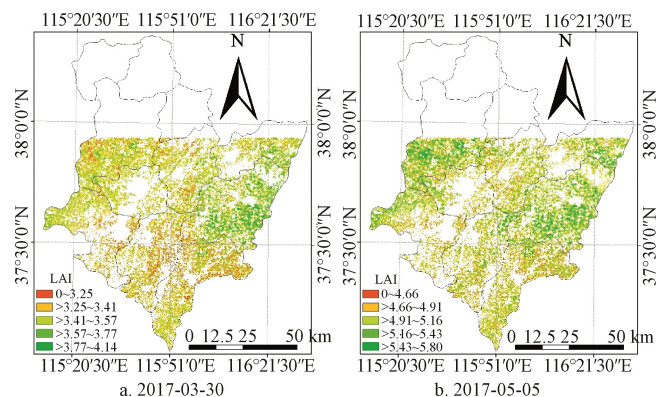 115°20′30″E 115°51′0″E 116°21′30″E
115°20′30″E 115°51′0″E 116°21′30″E
N
N
38°0′0″N
38°0′0″N
37°30′0″N
37°30′0″N
LAI
0~3.25
>3.25~3.41
>3.41~3.57
>3.57~3.77
>3.77~4.14
0 12.5 25 50 km
LAI
0~4.66
>4.66~4.91
>4.91~5.16
>5.16~5.43
>5.43~5.80
0 12.5 25 50 km
115°20′30″E 115°51′0″E 116°21′30″E
115°20′30″E 115°51′0″E 116°21′30″E
a. 2017-03-30
b. 2017-05-05